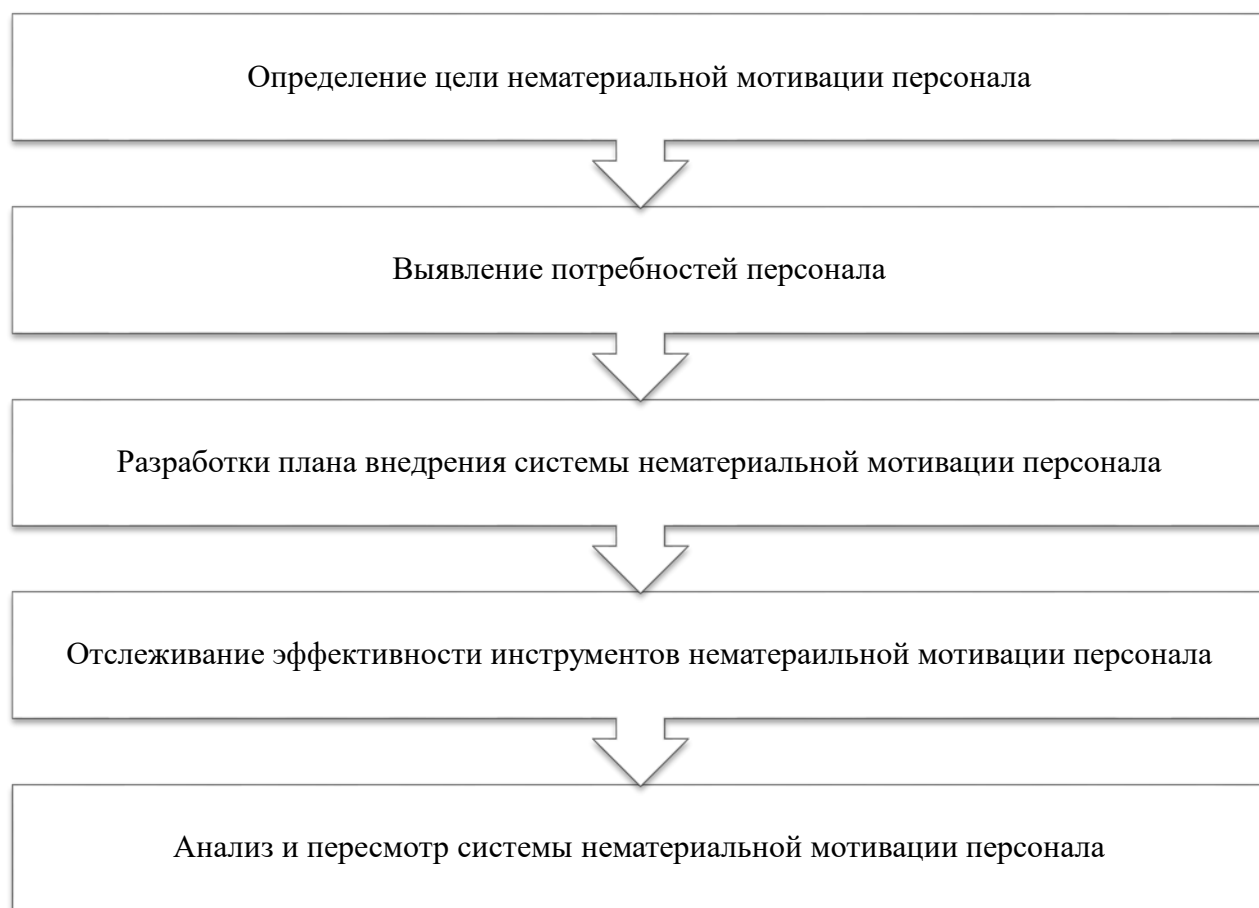 Определение цели нематериальной мотивации персонала
Выявление потребностей персонала
Разработки плана внедрения системы нематериальной мотивации персонала
Отслеживание эффективности инструментов нематераильной мотивации персонала
Анализ и пересмотр системы нематериальной мотивации персонала